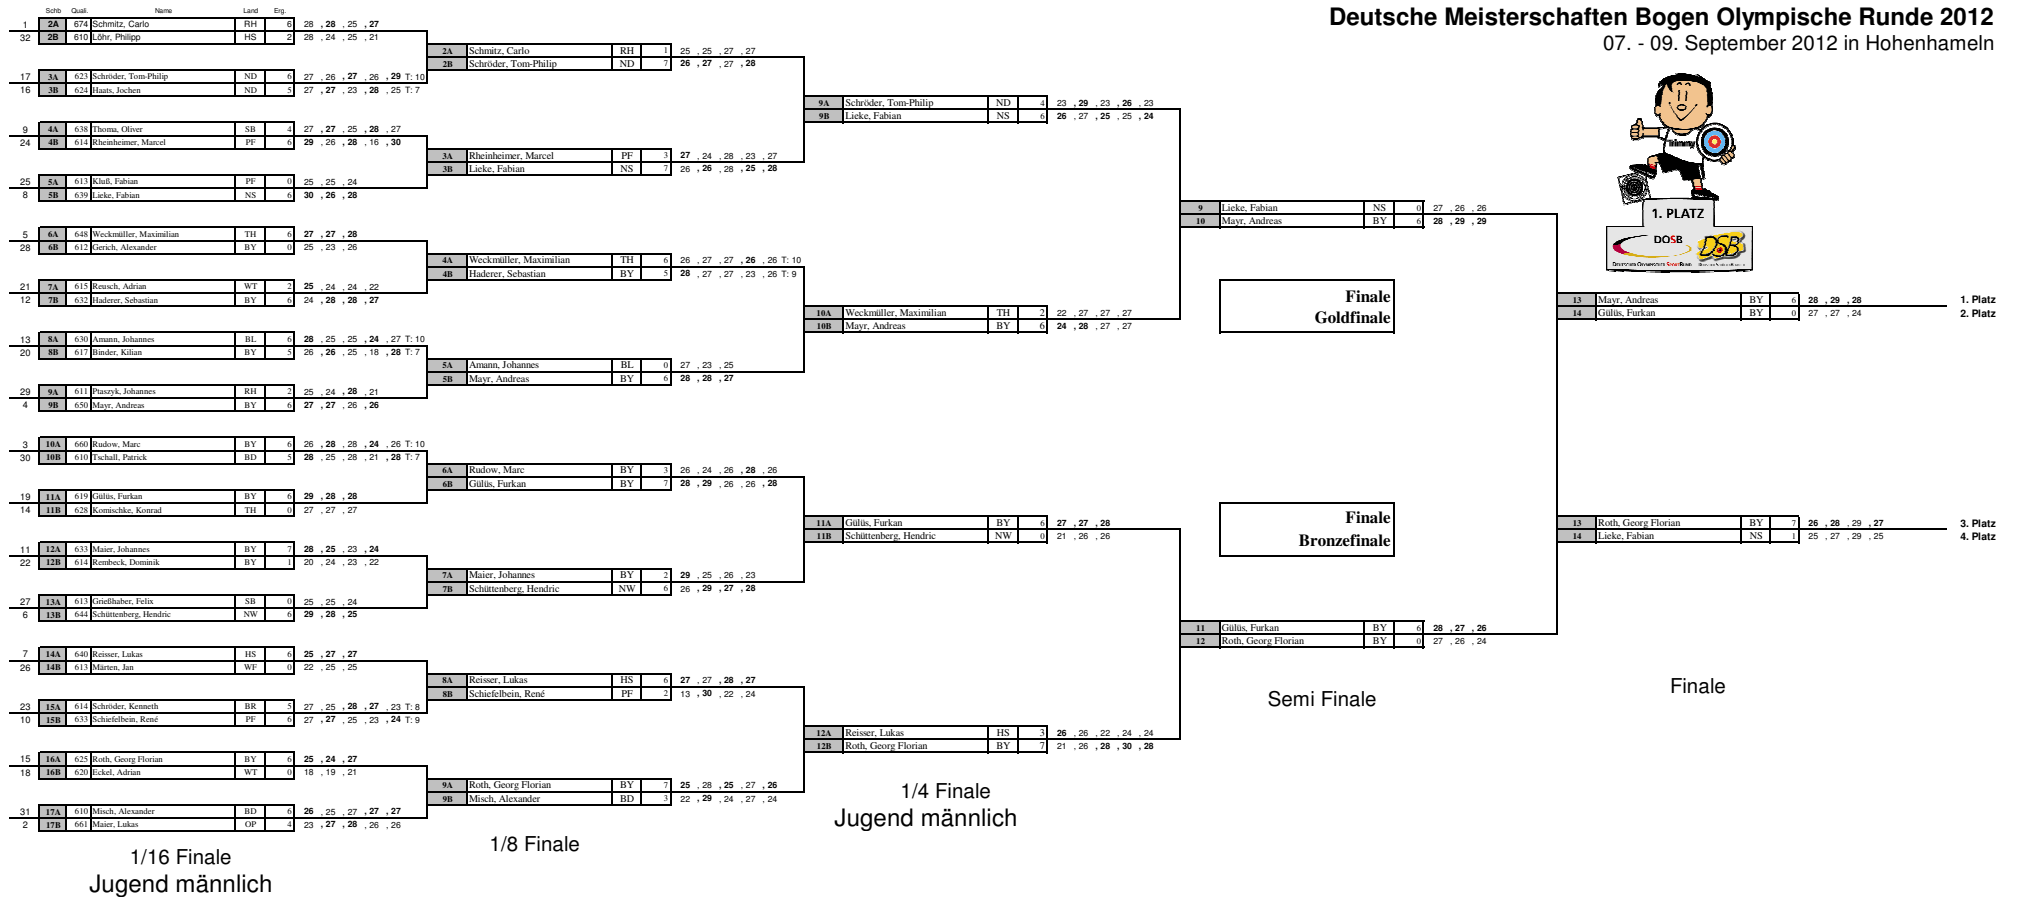 Deutsche Meisterschaften Bogen Olympische Runde 2012
07. - 09. September 2012 in Hohenhameln
Schb Quali. Name Land Erg.
1 2A 674 Schmitz, Carlo RH 6 28 , 28 , 25 , 27
32 2B 610 Löhr, Philipp HS 2 28 , 24 , 25 , 21
17 3A 623 Schröder, Tom-Philip ND 6 27 , 26 , 27 , 26 , 29 T: 10
16 3B 624 Haats, Jochen ND 5 27 , 27 , 23 , 28 , 25 T: 7
9 4A 638 Thoma, Oliver SB 4 27 , 27 , 25 , 28 , 27
24 4B 614 Rheinheimer, Marcel PF 6 29 , 26 , 28 , 16 , 30
25 5A 613 Kluß, Fabian PF 0 25 , 25 , 24
8 5B 639 Lieke, Fabian NS 6 30 , 26 , 28
5 6A 648 Weckmüller, Maximilian TH 6 27 , 27 , 28
28 6B 612 Gerich, Alexander BY 0 25 , 23 , 26
21 7A 615 Reusch, Adrian WT 2 25 , 24 , 24 , 22
12 7B 632 Haderer, Sebastian BY 6 24 , 28 , 28 , 27
13 8A 630 Amann, Johannes BL 6 28 , 25 , 25 , 24 , 27 T: 10
20 8B 617 Binder, Kilian BY 5 26 , 26 , 25 , 18 , 28 T: 7
29 9A 611 Ptaszyk, Johannes RH 2 25 , 24 , 28 , 21
4 9B 650 Mayr, Andreas BY 6 27 , 27 , 26 , 26
3 10A 660 Rudow, Marc BY 6 26 , 28 , 28 , 24 , 26 T: 10
30 10B 610 Tschall, Patrick BD 5 28 , 25 , 28 , 21 , 28 T: 7
19 11A 619 Gülüs, Furkan BY 6 29 , 28 , 28
14 11B 628 Komischke, Konrad TH 0 27 , 27 , 27
11 12A 633 Maier, Johannes BY 7 28 , 25 , 23 , 24
22 12B 614 Rembeck, Dominik BY 1 20 , 24 , 23 , 22
27 13A 613 Grießhaber, Felix SB 0 25 , 25 , 24
6 13B 644 Schüttenberg, Hendric NW 6 29 , 28 , 25
7 14A 640 Reisser, Lukas HS 6 25 , 27 , 27
26 14B 613 Märten, Jan WF 0 22 , 25 , 25
23 15A 614 Schröder, Kenneth BR 5 27 , 25 , 28 , 27 , 23 T: 8
10 15B 633 Schiefelbein, René PF 6 27 , 27 , 25 , 23 , 24 T: 9
15 16A 625 Roth, Georg Florian BY 6 25 , 24 , 27
18 16B 620 Eckel, Adrian WT 0 18 , 19 , 21
31 17A 610 Misch, Alexander BD 6 26 , 25 , 27 , 27 , 27
2 17B 661 Maier, Lukas OP 4 23 , 27 , 28 , 26 , 26
1/16 Finale
Jugend männlich
2A Schmitz, Carlo RH 1 25 , 25 , 27 , 27
2B Schröder, Tom-Philip ND 7 26 , 27 , 27 , 28
3A Rheinheimer, Marcel PF 3 27 , 24 , 28 , 23 , 27
3B Lieke, Fabian NS 7 26 , 26 , 28 , 25 , 28
4A Weckmüller, Maximilian TH 6 26 , 27 , 27 , 26 , 26 T: 10
4B Haderer, Sebastian BY 5 28 , 27 , 27 , 23 , 26 T: 9
5A Amann, Johannes BL 0 27 , 23 , 25
5B Mayr, Andreas BY 6 28 , 28 , 27
6A Rudow, Marc BY 3 26 , 24 , 26 , 28 , 26
6B Gülüs, Furkan BY 7 28 , 29 , 26 , 26 , 28
7A Maier, Johannes BY 2 29 , 25 , 26 , 23
7B Schüttenberg, Hendric NW 6 26 , 29 , 27 , 28
8A Reisser, Lukas HS 6 27 , 27 , 28 , 27
8B Schiefelbein, René PF 2 13 , 30 , 22 , 24
9A Roth, Georg Florian BY 7 25 , 28 , 25 , 27 , 26
9B Misch, Alexander BD 3 22 , 29 , 24 , 27 , 24
1/8 Finale
9A Schröder, Tom-Philip ND 4 23 , 29 , 23 , 26 , 23
9B Lieke, Fabian NS 6 26 , 27 , 25 , 25 , 24
10A Weckmüller, Maximilian TH 2 22 , 27 , 27 , 27
10B Mayr, Andreas BY 6 24 , 28 , 27 , 27
11A Gülüs, Furkan BY 6 27 , 27 , 28
11B Schüttenberg, Hendric NW 0 21 , 26 , 26
12A Reisser, Lukas HS 3 26 , 26 , 22 , 24 , 24
12B Roth, Georg Florian BY 7 21 , 26 , 28 , 30 , 28
1/4 Finale
Jugend männlich
9 Lieke, Fabian NS 0 27 , 26 , 26
10 Mayr, Andreas BY 6 28 , 29 , 29
Finale
Goldfinale
Finale
Bronzefinale
11 Gülüs, Furkan BY 6 28 , 27 , 26
12 Roth, Georg Florian BY 0 27 , 26 , 24
Semi Finale
Trimmy
1. PLATZ
DOSB
DSB
DEUTSCHER OLYMPISCHER SPORTBUND
13 Mayr, Andreas BY 6 28 , 29 , 28 1. Platz
14 Gülüs, Furkan BY 0 27 , 27 , 24 2. Platz
13 Roth, Georg Florian BY 7 26 , 28 , 29 , 27 3. Platz
14 Lieke, Fabian NS 1 25 , 27 , 29 , 25 4. Platz
Finale